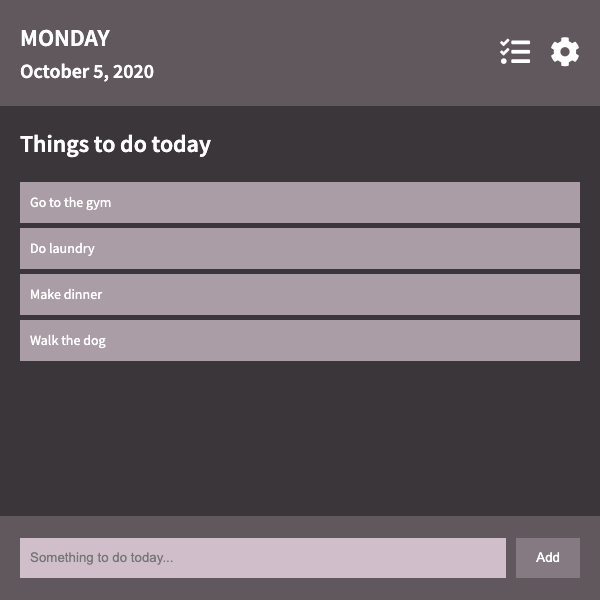 MONDAY
October 5, 2020
Things to do today
Go to the gym
Do laundry
Make dinner
Walk the dog
Something to do today...
Add